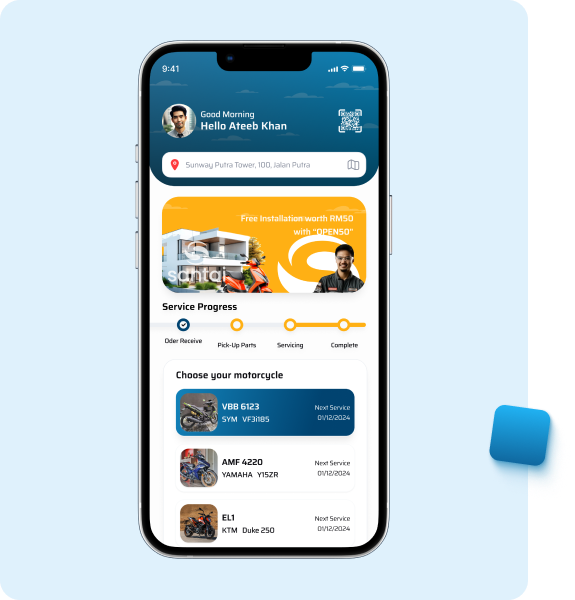 9:41
Good Morning
Hello Ateeb Khan
Sunway Putra Tower, 100, Jalan Putra
Free Installation worth RM50
with "OPEN50"
santai
Service Progress
Oder Receive
Pick-Up Parts
Servicing
Complete
Choose your motorcycle
VBB 6123
SYM VF3i185
Next Service
01/12/2024
AMF 4220
YAMAHA Y15ZR
Next Service
01/12/2024
EL1
KTM Duke 250
Next Service
01/12/2024